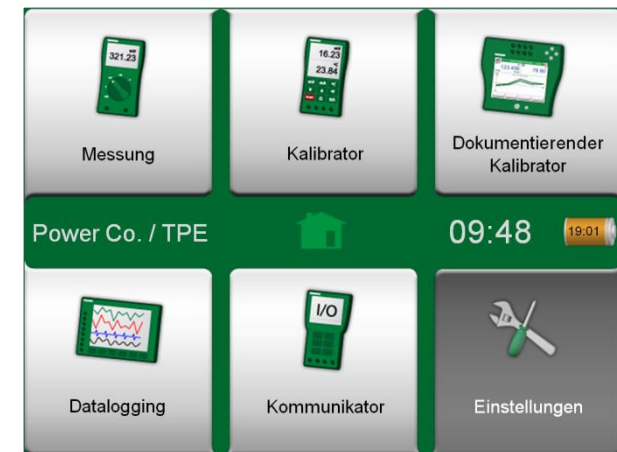 321.23
16.23
23.84
Messung
Kalibrator
Dokumentierender
Kalibrator
Power Co. / TPE
09:48
19:01
I/O
Datalogging
Kommunikator
Einstellungen